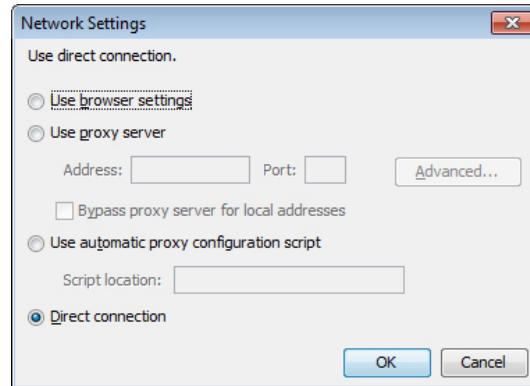 Network Settings
Use direct connection.
Use browser settings
Use proxy server
Address: Port: Advanced...
Bypass proxy server for local addresses
Use automatic proxy configuration script
Script location:
Direct connection
OK Cancel